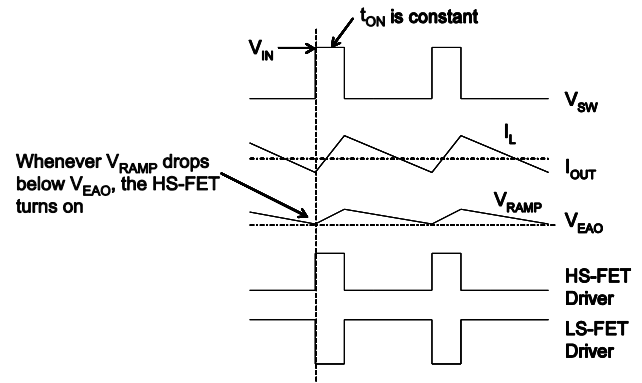 tON is constant
VIN
VSW
IL
Whenever VRAMP drops
below VEAO, the HS-FET
turns on
IOUT
VRAMP
VEAO
HS-FET
Driver
LS-FET
Driver